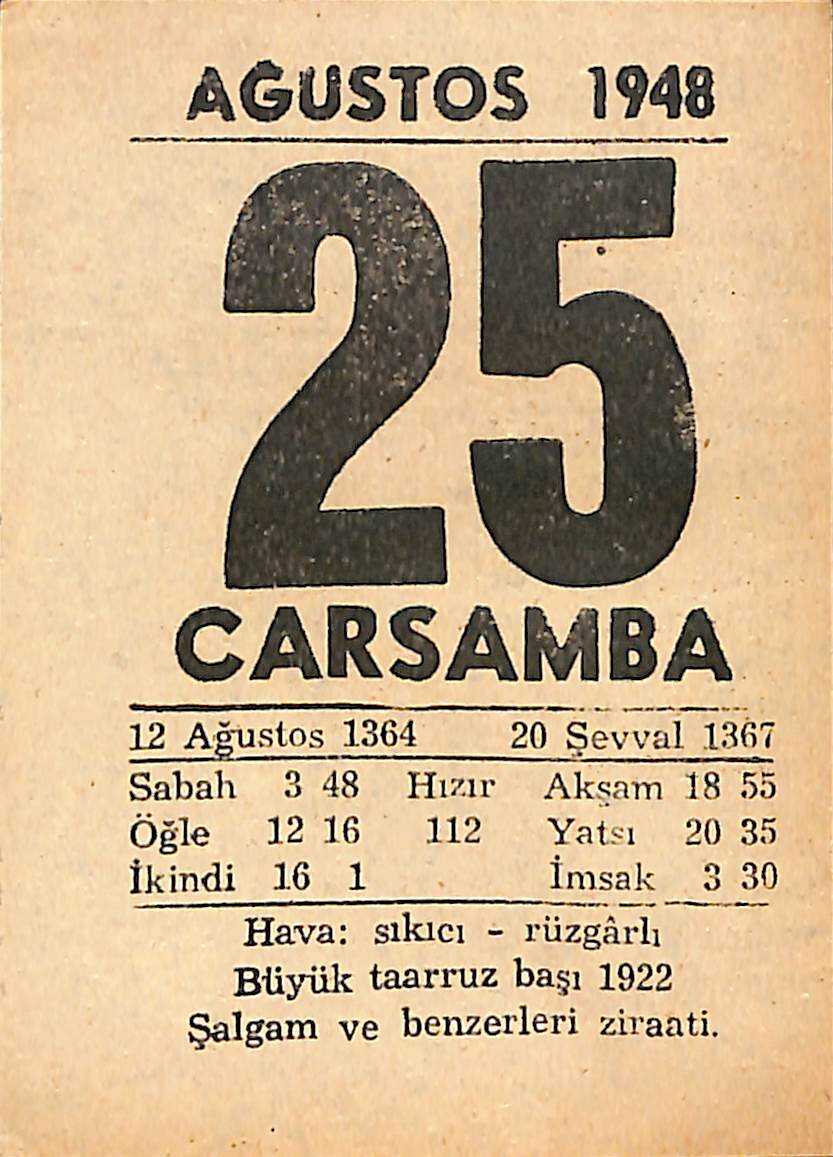 AĞUSTOS 1948
25
CARSAMBA
12 Ağustos 1364 20 Şevval 1367
Sabah 3 48 Hızır Akşam 18 55
Öğle 12 16 112 Yatsı 20 35
İkindi 16 1 İmsak 3 30
Hava: sıkıcı - rüzgârlı
Büyük taarruz başı 1922
Şalgam ve benzerleri ziraati.